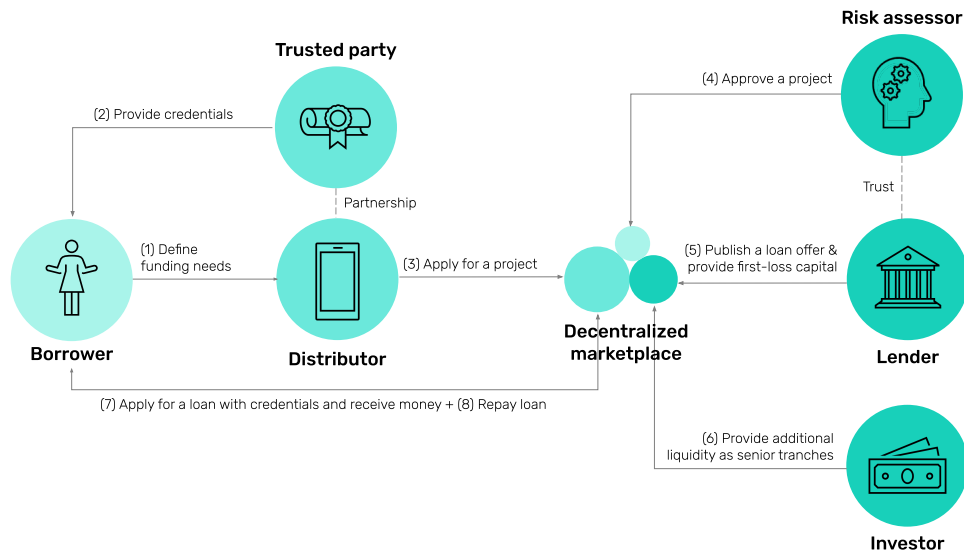 Risk assessor
Trusted party
(4) Approve a project
(2) Provide credentials
Trust
Partnership
(1) Define
funding needs
(3) Apply for a project
(5) Publish a loan offer &
provide first-loss capital
Decentralized
marketplace
Borrower
Distributor
Lender
(7) Apply for a loan with credentials and receive money + (8) Repay loan
(6) Provide additional
liquidity as senior tranches
Investor